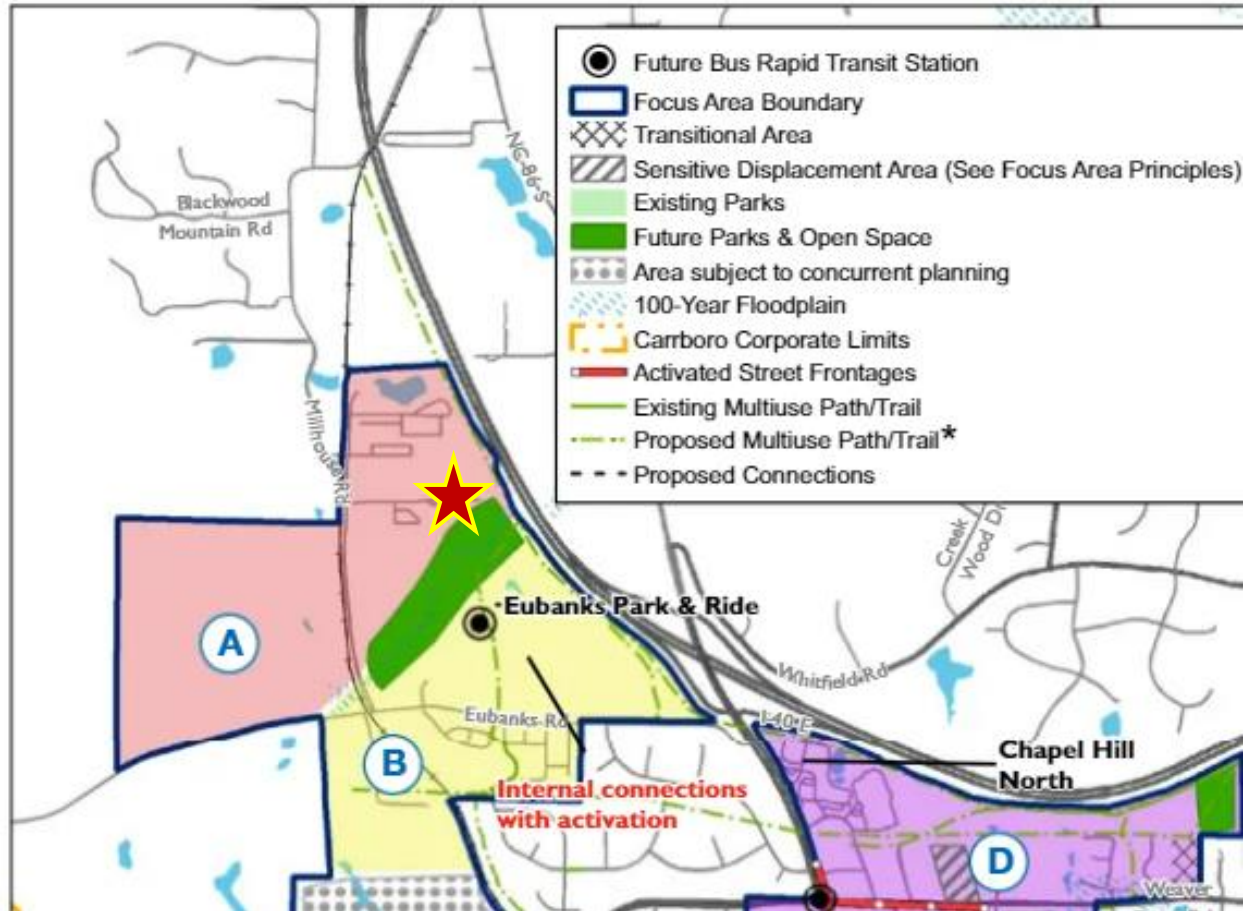 Future Bus Rapid Transit Station
Focus Area Boundary
Transitional Area
Sensitive Displacement Area (See Focus Area Principles)
Existing Parks
Future Parks & Open Space
Area subject to concurrent planning
100-Year Floodplain
Carrboro Corporate Limits
Activated Street Frontages
Existing Multiuse Path/Trail
Proposed Multiuse Path/Trail*
Proposed Connections
NC-86-S
Blackwood
Mountain Rd
Millhouse Rd
Creek
Wood
Eubanks Park & Ride
A
Whitfield Rd
Eubanks Rd
I-40 E
B
Chapel Hill
North
Internal connections
with activation
D
Weaver